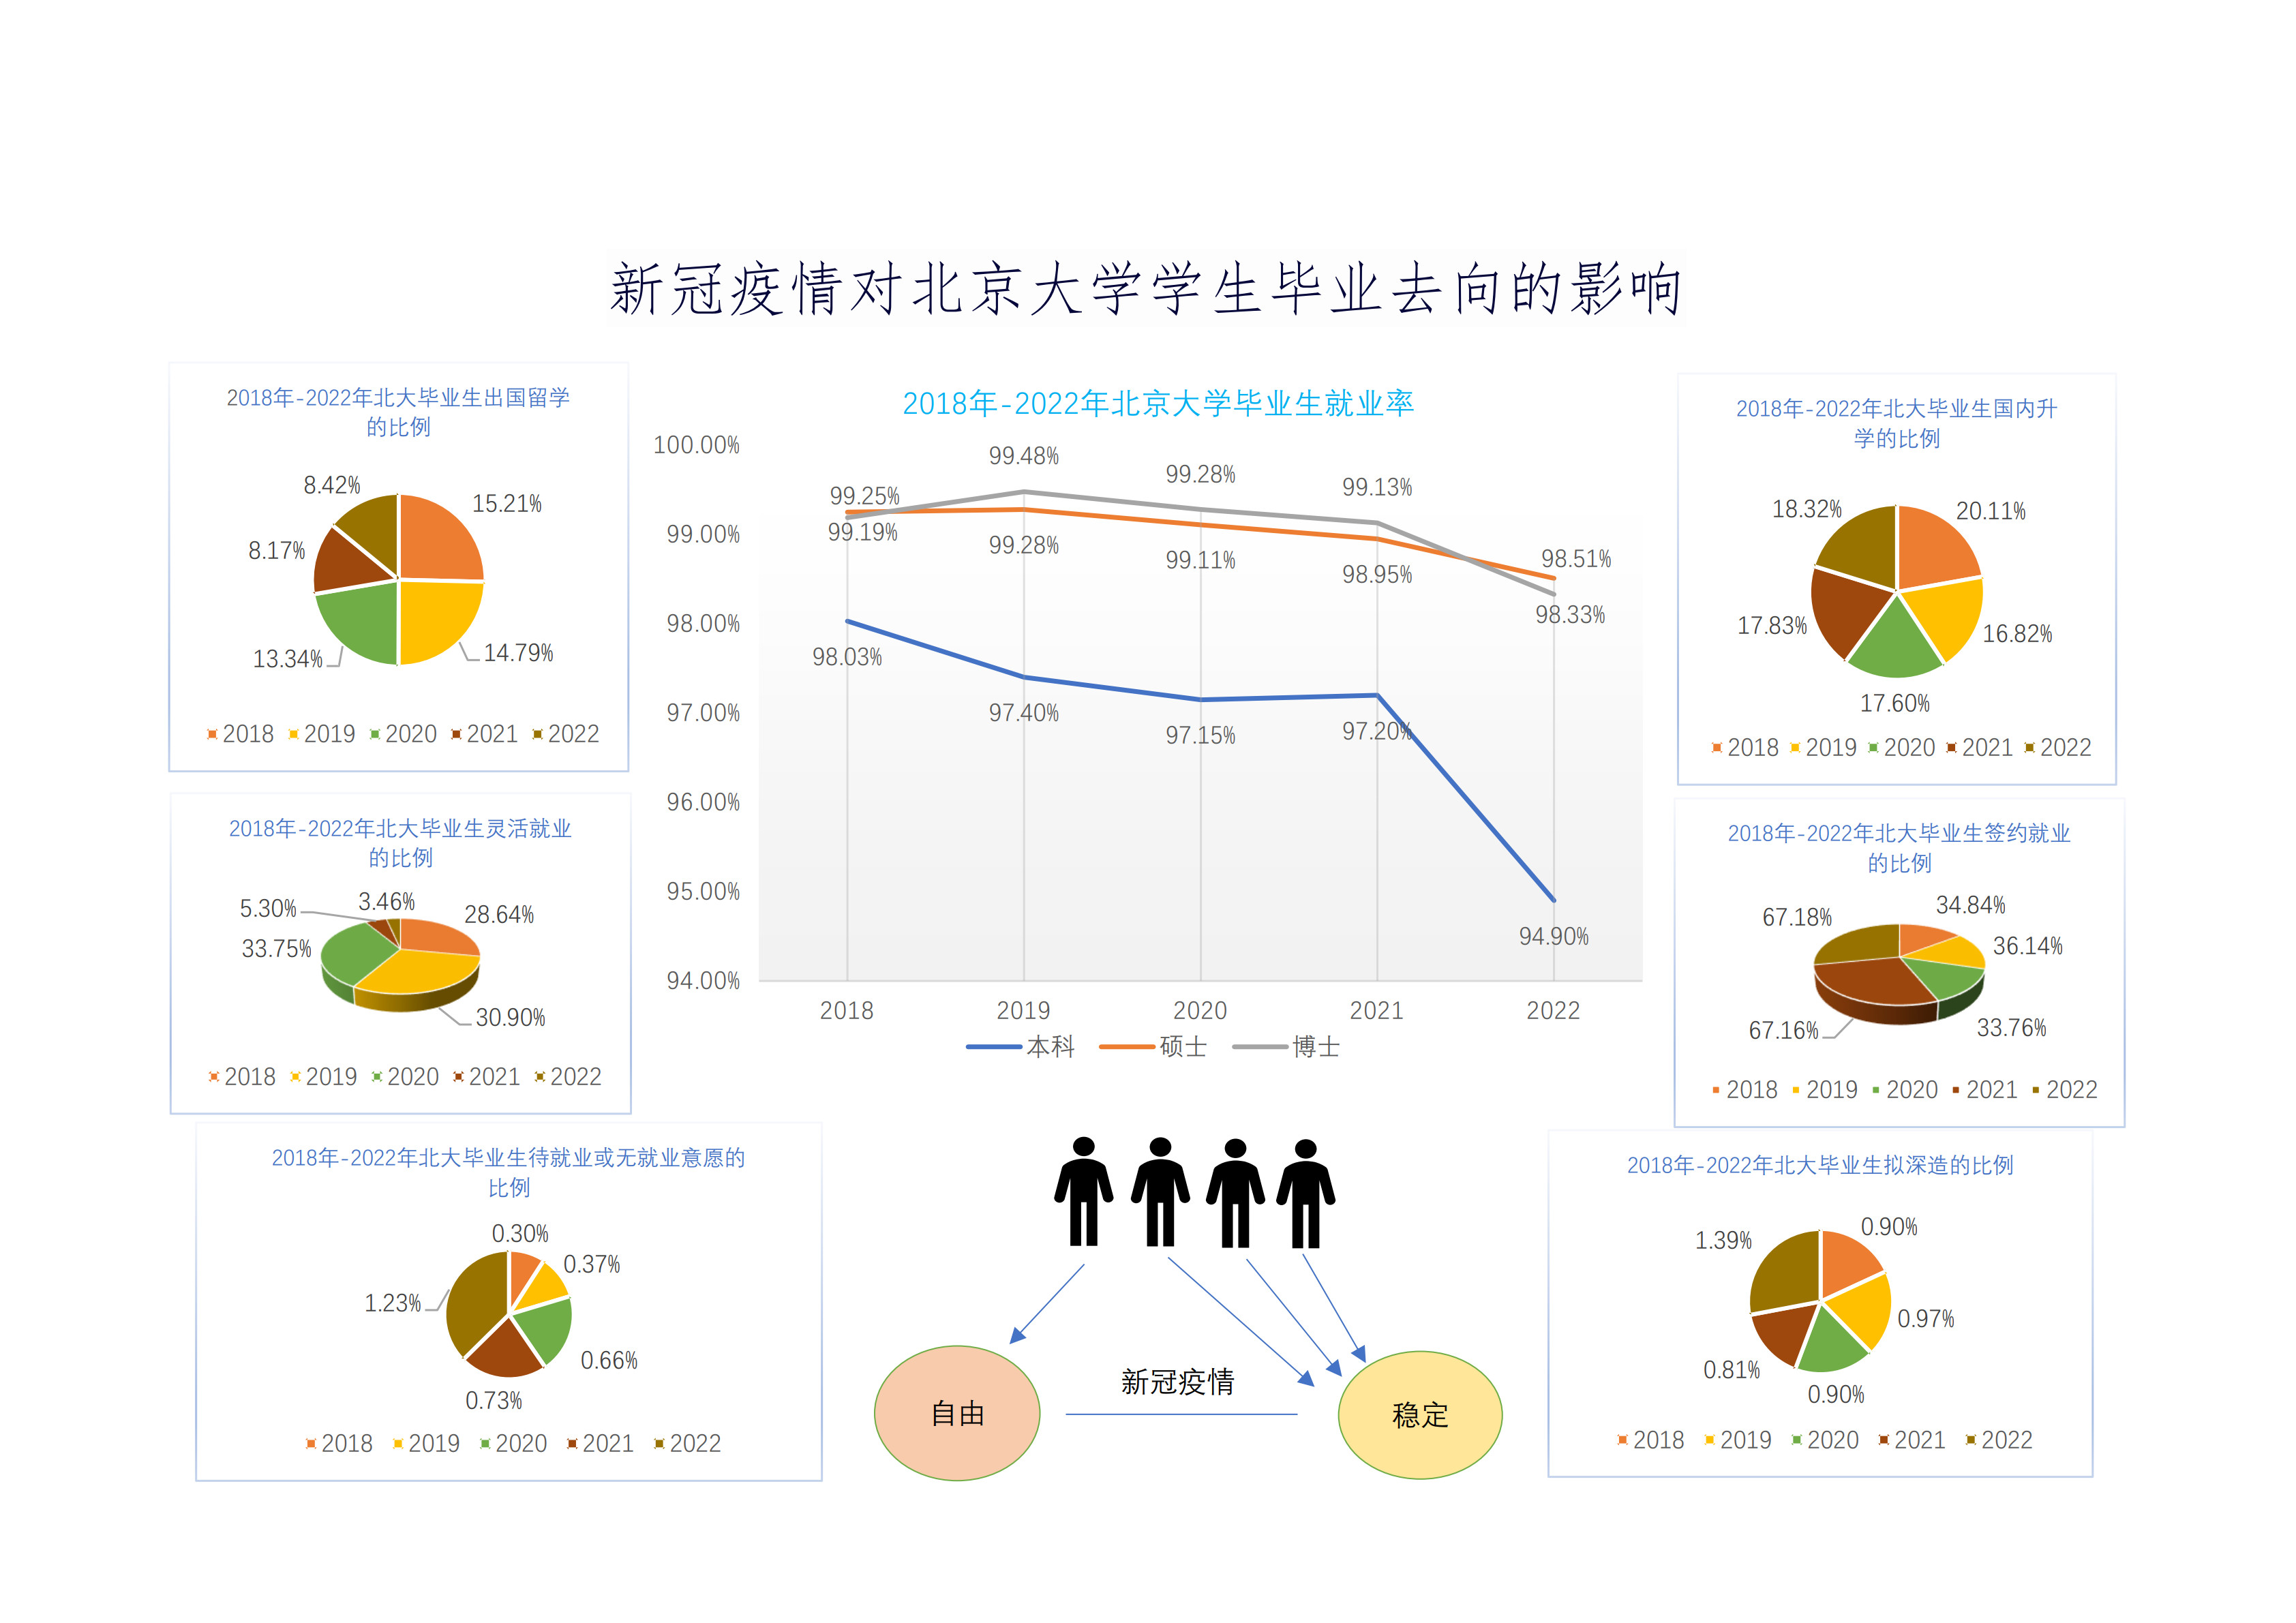 新冠疫情对北京大学学生毕业去向的影响
2018年-2022年北大毕业生出国留学
的比例
8.42%
15.21%
8.17%
13.34%
14.79%
2018 2019 2020 2021 2022
2018年-2022年北大毕业生灵活就业
的比例
5.30%
3.46%
28.64%
33.75%
30.90%
2018 2019 2020 2021 2022
2018年-2022年北大毕业生待就业或无就业意愿的
比例
0.30%
0.37%
1.23%
0.66%
0.73%
2018 2019 2020 2021 2022
2018年-2022年北京大学毕业生就业率
100.00%
99.00%
98.00%
97.00%
96.00%
95.00%
94.00%
99.25%
99.19%
99.48%
99.28%
99.28%
99.11%
99.13%
98.95%
98.51%
98.33%
98.03%
97.40%
97.15%
97.20%
94.90%
2018 2019 2020 2021 2022
本科 硕士 博士
新冠疫情
自由
稳定
2018年-2022年北大毕业生国内升
学的比例
18.32%
20.11%
17.83%
16.82%
17.60%
2018 2019 2020 2021 2022
2018年-2022年北大毕业生签约就业
的比例
67.18%
34.84%
36.14%
67.16%
33.76%
2018 2019 2020 2021 2022
2018年-2022年北大毕业生拟深造的比例
1.39%
0.90%
0.97%
0.81%
0.90%
2018 2019 2020 2021 2022